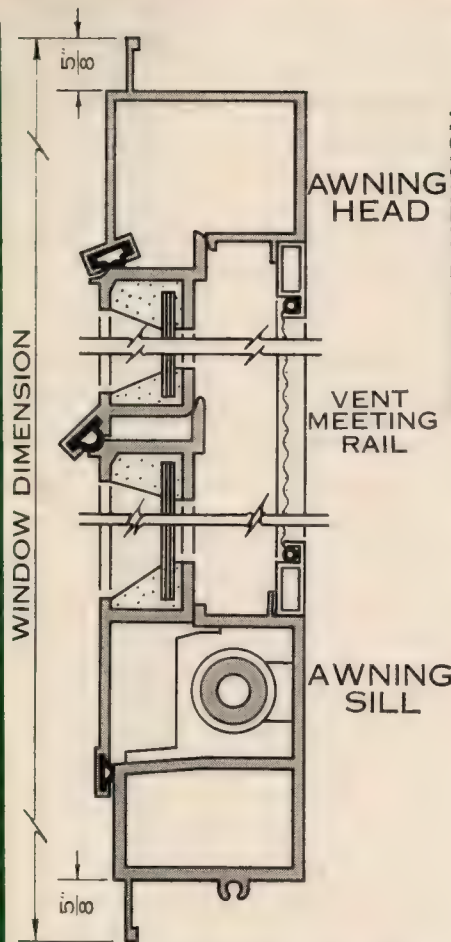 5/8"
AWNING
HEAD
WINDOW DIMENSION
VENT
MEETING
RAIL
AWNING
SILL
5/8"